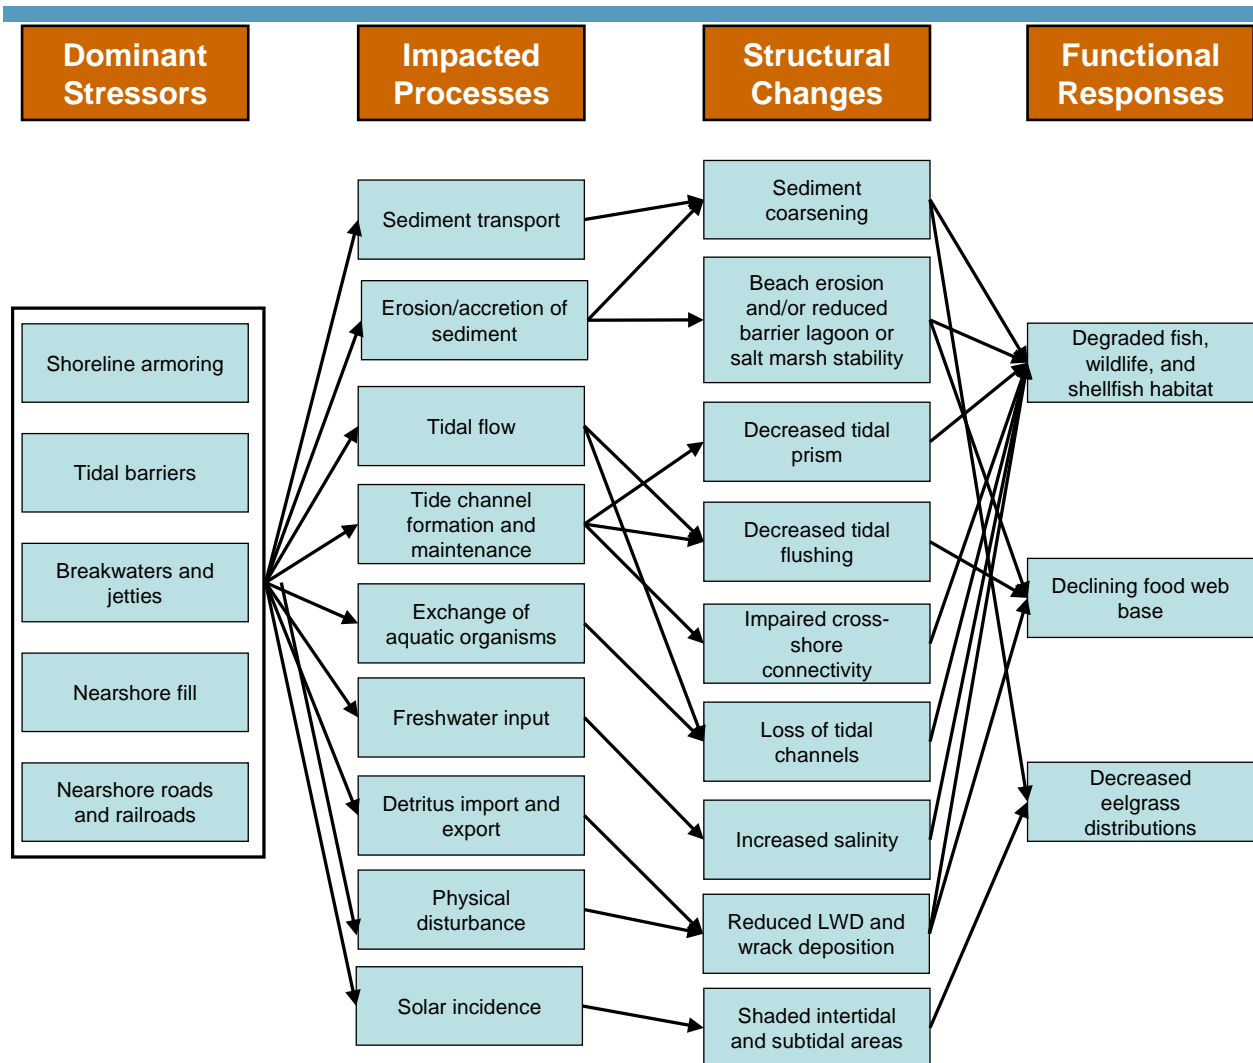 Dominant
Stressors
Impacted
Processes
Structural
Changes
Functional
Responses
Shoreline armoring
Tidal barriers
Breakwaters and
jetties
Nearshore fill
Nearshore roads
and railroads
Sediment transport
Erosion/accretion of
sediment
Tidal flow
Tide channel
formation and
maintenance
Exchange of
aquatic organisms
Freshwater input
Detritus import and
export
Physical
disturbance
Solar incidence
Sediment
coarsening
Beach erosion
and/or reduced
barrier lagoon or
salt marsh stability
Decreased tidal
prism
Decreased tidal
flushing
Impaired cross-
shore
connectivity
Loss of tidal
channels
Increased salinity
Reduced LWD and
wrack deposition
Shaded intertidal
and subtidal areas
Degraded fish,
wildlife, and
shellfish habitat
Declining food web
base
Decreased
eelgrass
distributions